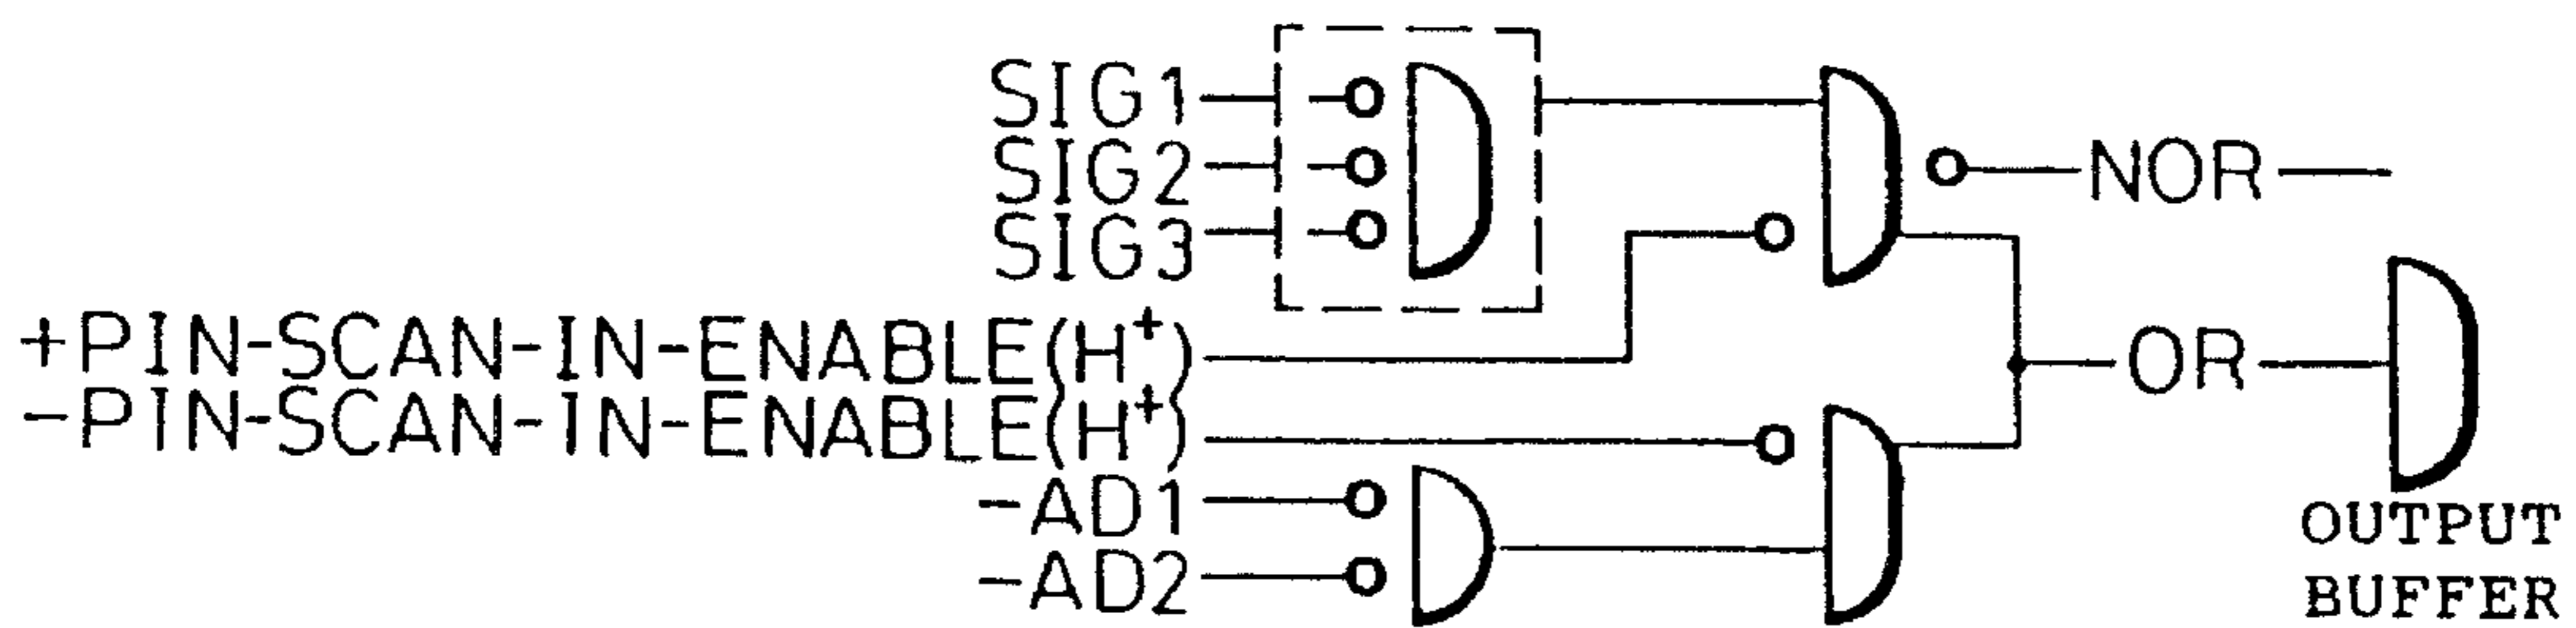 SIG1
SIG2
SIG3
+PIN-SCAN-IN-ENABLE(H+)
-PIN-SCAN-IN-ENABLE(H+)
-AD1
-AD2
NOR
OR
OUTPUT
BUFFER